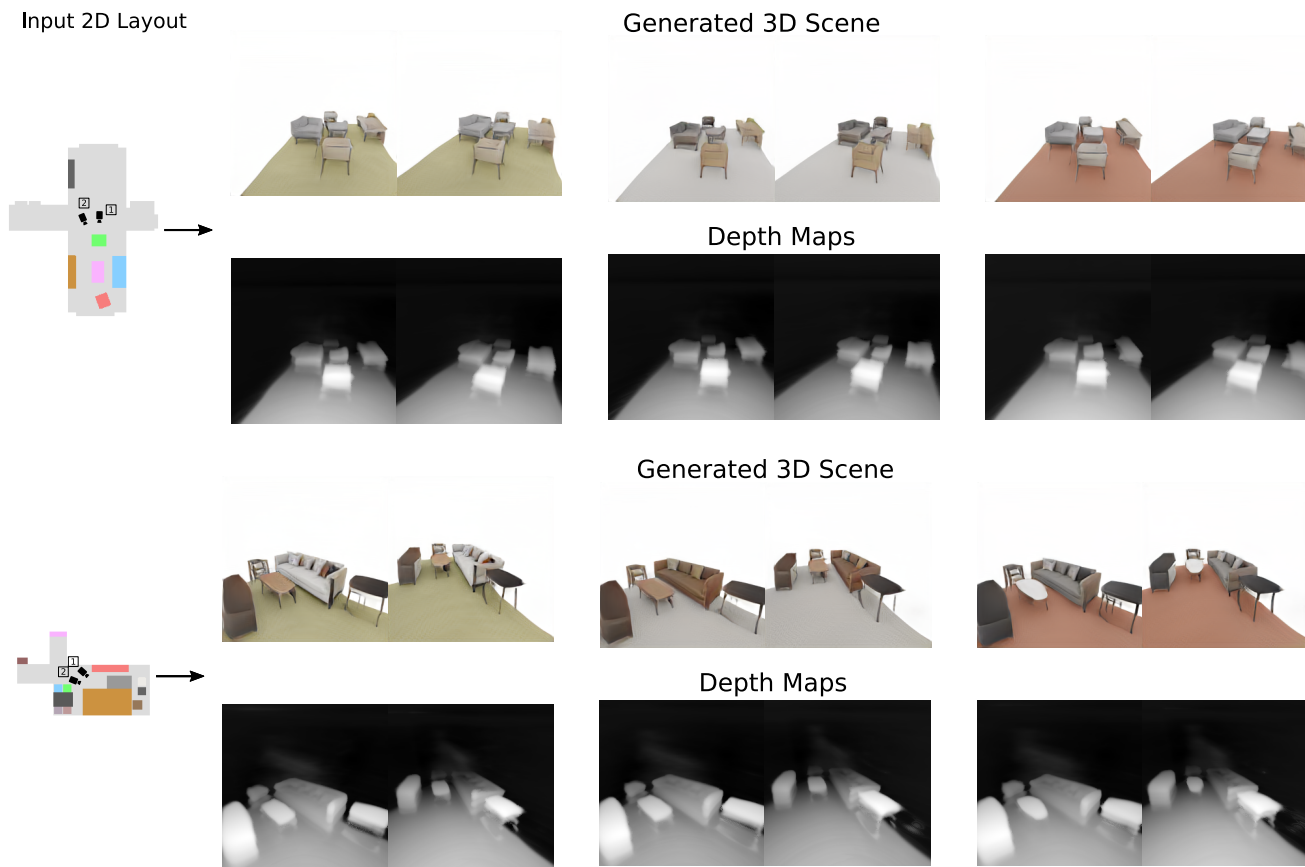 Input 2D Layout
Generated 3D Scene
2
1
Depth Maps
Generated 3D Scene
1
2
Depth Maps